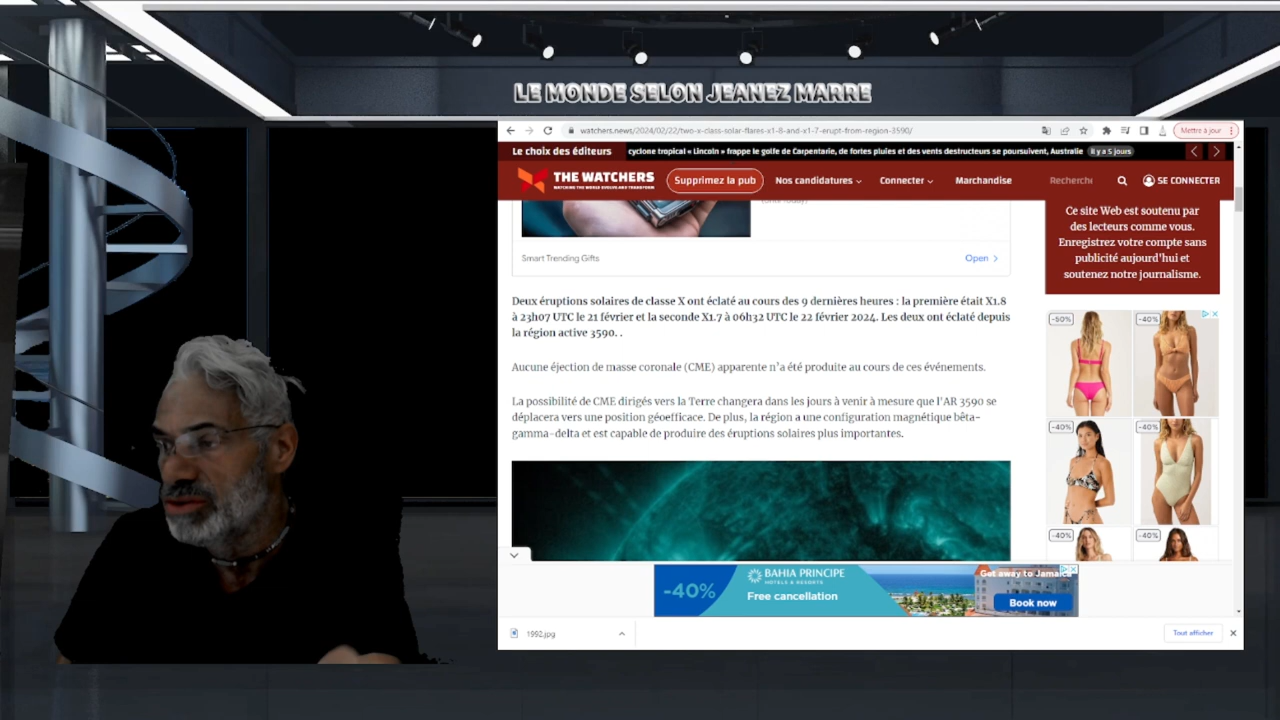 LE MONDE SELON JEANEZ MARRE
watchers.news/2024/02/22/two-x-class-solar-flares-x1-8-and-x1-7-erupt-from-region-3590/
Mettre à jour
Le choix des éditeurs
cyclone tropical « Lincoln » frappe le golfe de Carpentarie, de fortes pluies et des vents destructeurs se poursuivent, Australie
il y a 5 jours
THE WATCHERS
WATCHING THE WORLD EVOLVE AND TRANSFORM
Supprimez la pub
Nos candidatures
Connecter
Marchandise
Recherche
SE CONNECTER
Smart Trending Gifts
Open
Deux éruptions solaires de classe X ont éclaté au cours des 9 dernières heures : la première était X1.8
à 23h07 UTC le 21 février et la seconde X1.7 à 06h32 UTC le 22 février 2024. Les deux ont éclaté depuis
la région active 3590. .
Aucune éjection de masse coronale (CME) apparente n'a été produite au cours de ces événements.
La possibilité de CME dirigés vers la Terre changera dans les jours à venir à mesure que l'AR 3590 se
déplacera vers une position géoefficace. De plus, la région a une configuration magnétique bêta-
gamma-delta et est capable de produire des éruptions solaires plus importantes.
Ce site Web est soutenu par
des lecteurs comme vous.
Enregistrez votre compte sans
publicité aujourd'hui et
soutenez notre journalisme.
-50%
-40%
-40%
-40%
-40%
-40%
-40%
BAHIA PRINCIPE
HOTELS & RESORTS
Free cancellation
Get away to Jamaica
Book now
1992.jpg
Tout afficher